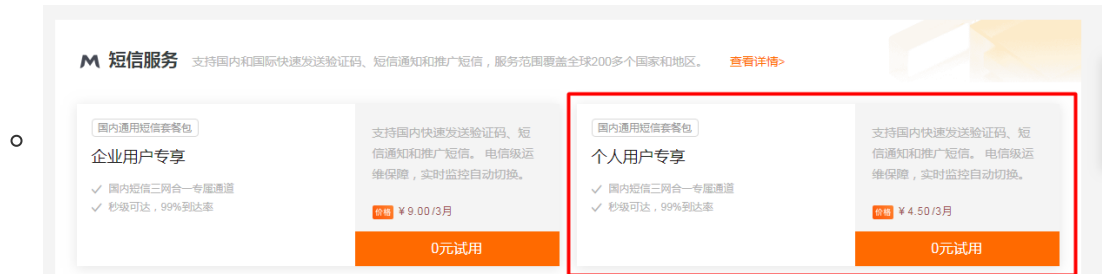 短信服务 支持国内和国际快速发送验证码、短信通知和推广短信，服务范围覆盖全球200多个国家和地区。 查看详情>
国内通用短信套餐包
企业用户专享
国内短信三网合一专属通道
秒级可达，99%到达率
支持国内快速发送验证码、短
信通知和推广短信。 电信级运
维保障，实时监控自动切换。
价格 ¥9.00/3月
0元试用
国内通用短信套餐包
个人用户专享
国内短信三网合一专属通道
秒级可达，99%到达率
支持国内快速发送验证码、短
信通知和推广短信。 电信级运
维保障，实时监控自动切换。
价格 ¥4.50/3月
0元试用